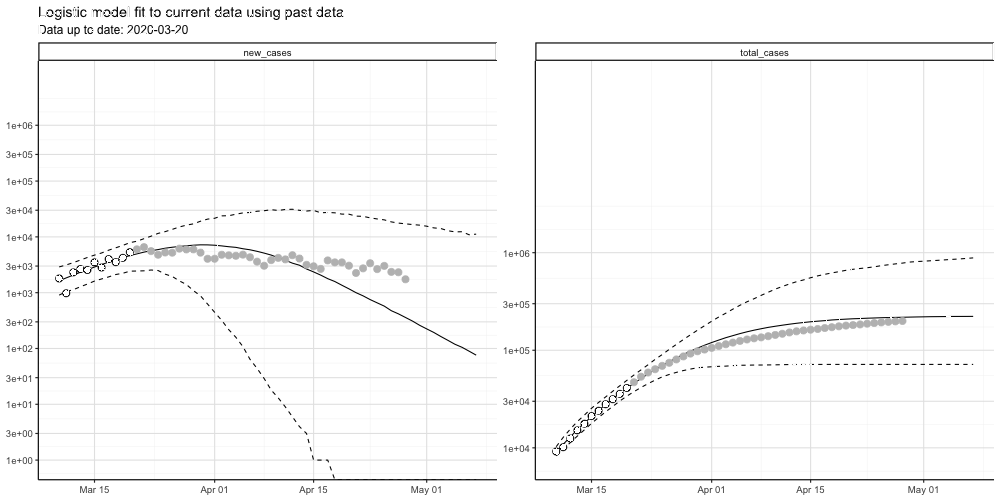 Logistic model fit to current data using past data
Data up to date: 2020-03-20
new_cases
total_cases
1e+06
3e+05
1e+05
3e+04
1e+04
3e+03
1e+03
3e+02
1e+02
3e+01
1e+01
3e+00
1e+00
Mar 15
Apr 01
Apr 15
May 01
1e+06
3e+05
1e+05
3e+04
1e+04
Mar 15
Apr 01
Apr 15
May 01